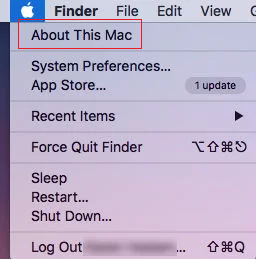 Finder File Edit View
About This Mac
System Preferences...
App Store... 1 update
Recent Items ▶
Force Quit Finder ⌥⇧⌘⎋
Sleep
Restart...
Shut Down...
Log Out ... ⇧⌘Q